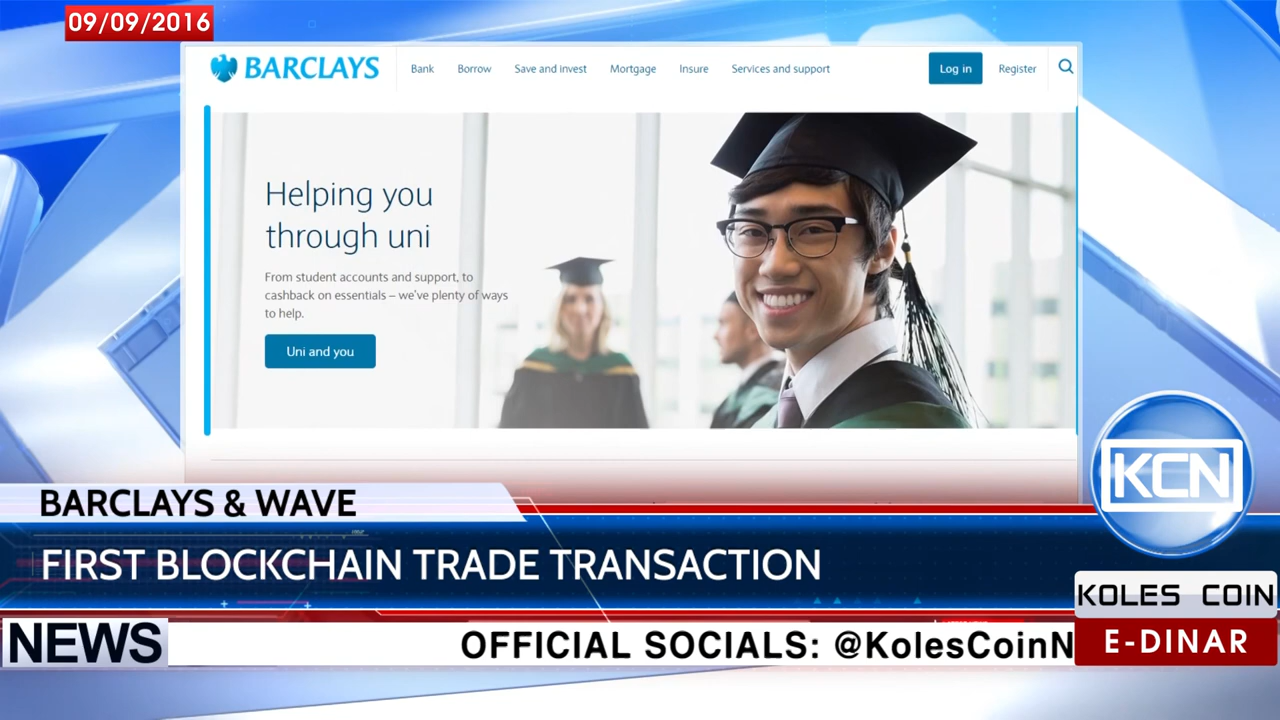 09/09/2016
BARCLAYS
Bank Borrow Save and invest Mortgage Insure Services and support Log in Register
Helping you
through uni
From student accounts and support, to
cashback on essentials – we've plenty of ways
to help.
Uni and you
KCN
BARCLAYS & WAVE
FIRST BLOCKCHAIN TRADE TRANSACTION
KOLES COIN
NEWS
OFFICIAL SOCIALS: @KolesCoinN
E-DINAR